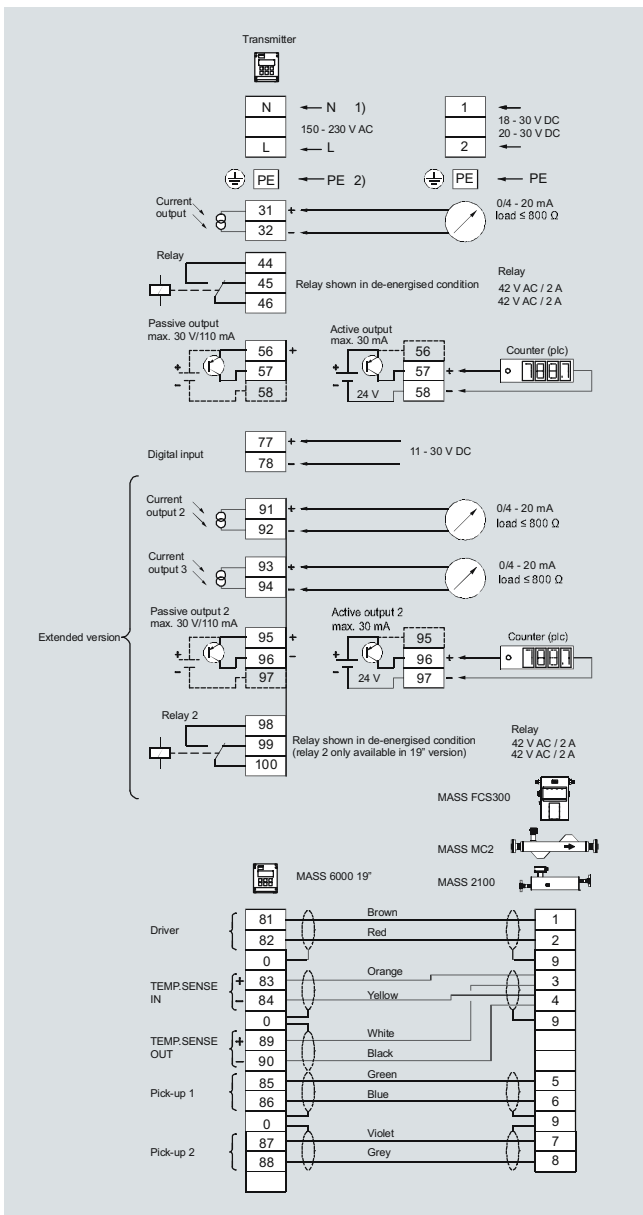 Transmitter
N ← N 1)
150 - 230 V AC
L ← L
1
18 - 30 V DC
20 - 30 V DC
2
PE ← PE 2)
PE ← PE
Current
output
31 +
32 -
0/4 - 20 mA
load ≤ 800 Ω
Relay
44
45
46
Relay shown in de-energised condition
Relay
42 V AC / 2 A
42 V AC / 2 A
Passive output
max. 30 V/110 mA
+ 56 +
57
- 58
Active output
max. 30 mA
56
+ 57 +
- 24 V 58 -
Counter (plc)
Digital input
77 +
78 -
11 - 30 V DC
Extended version
Current
output 2
91 +
92 -
0/4 - 20 mA
load ≤ 800 Ω
Current
output 3
93 +
94 -
0/4 - 20 mA
load ≤ 800 Ω
Passive output 2
max. 30 V/110 mA
+ 95 +
96 -
- 97
Active output 2
max. 30 mA
95
+ 96 +
- 24 V 97 -
Counter (plc)
Relay 2
98
99
100
Relay shown in de-energised condition
(relay 2 only available in 19" version)
Relay
42 V AC / 2 A
42 V AC / 2 A
MASS FCS300
MASS MC2
MASS 2100
MASS 6000 19"
Driver
81 Brown 1
82 Red 2
0 9
TEMP.SENSE
IN
+ 83 Orange 3
- 84 Yellow 4
0 9
TEMP.SENSE
OUT
+ 89 White
- 90 Black
Pick-up 1
85 Green 5
86 Blue 6
0 9
Pick-up 2
87 Violet 7
88 Grey 8